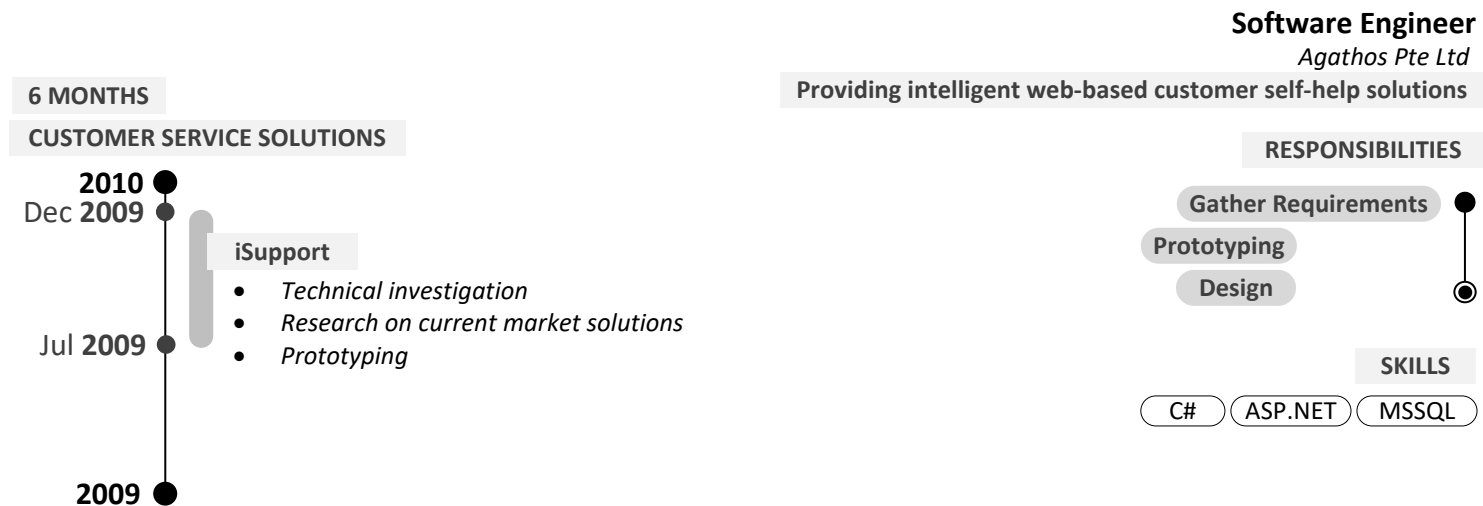 Software Engineer
Agathos Pte Ltd
6 MONTHS
Providing intelligent web-based customer self-help solutions
CUSTOMER SERVICE SOLUTIONS
RESPONSIBILITIES
2010
Dec 2009
Gather Requirements
iSupport
Prototyping
• Technical investigation
Design
• Research on current market solutions
Jul 2009
• Prototyping
SKILLS
C# ASP.NET MSSQL
2009